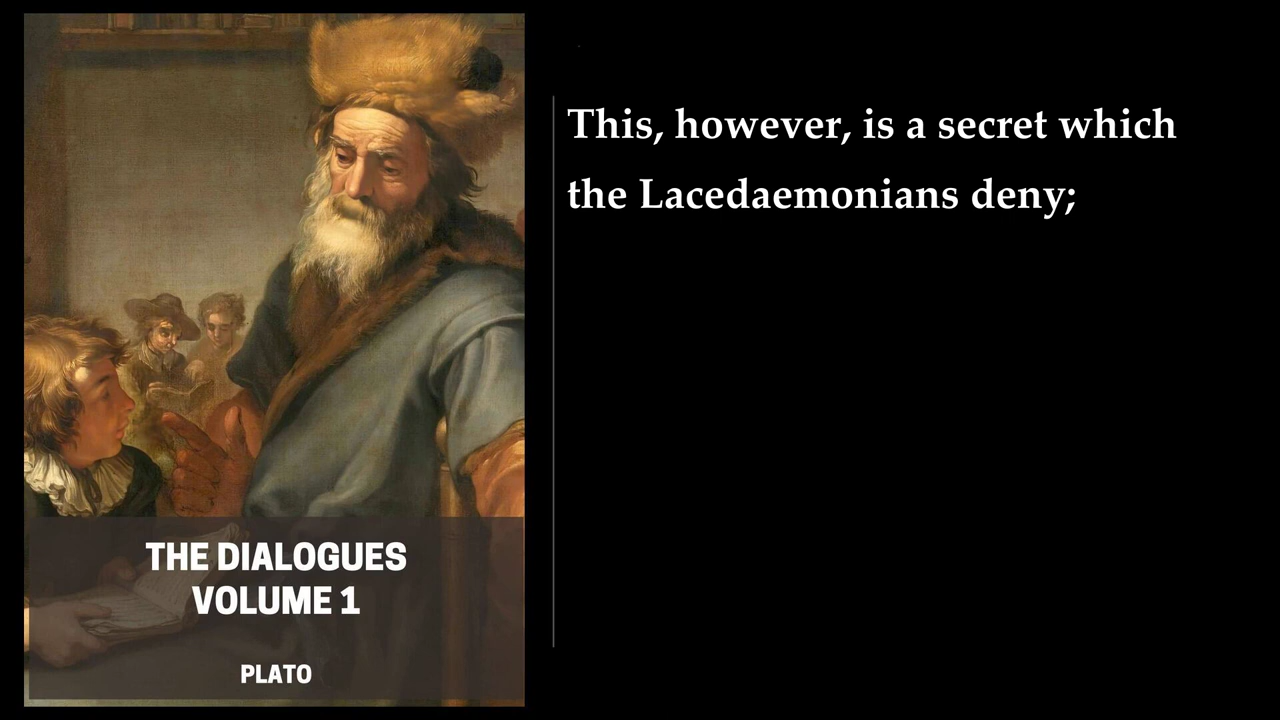 This, however, is a secret which
the Lacedaemonians deny;
THE DIALOGUES
VOLUME 1
PLATO